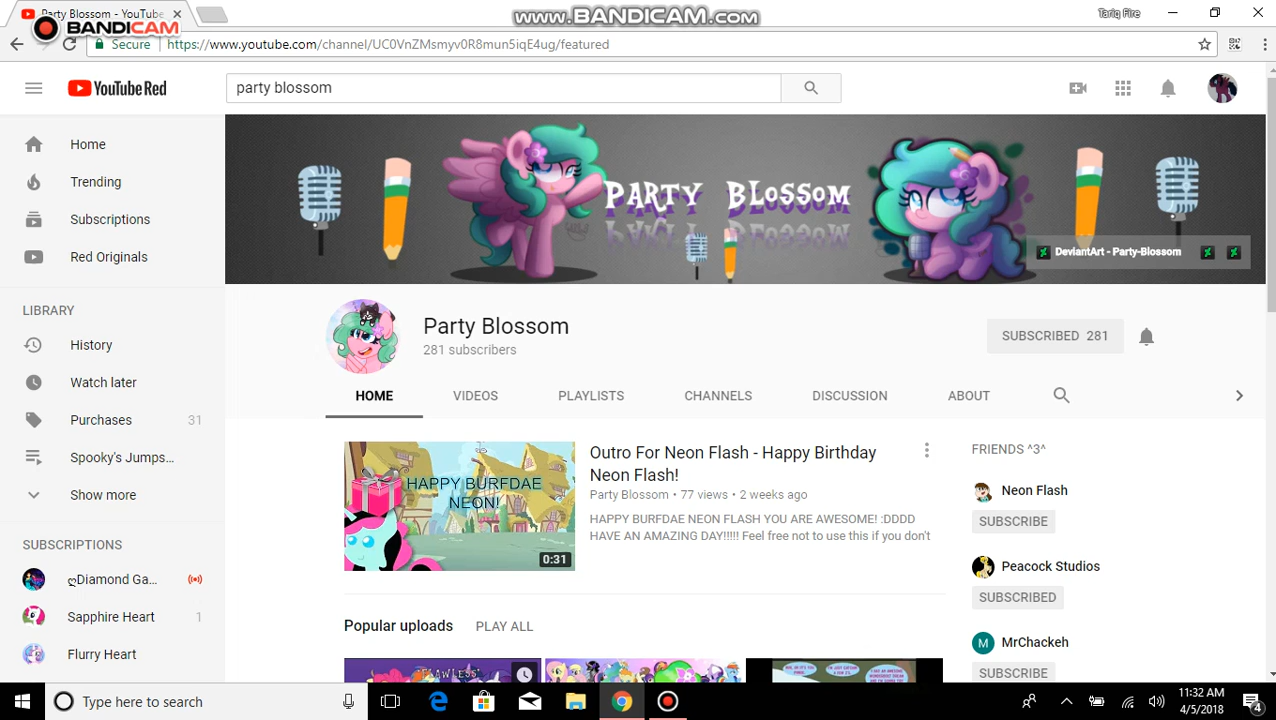 Party Blossom - YouTube
BANDICAM
www.BANDICAM.com
Tariq Fire
Secure
https://www.youtube.com/channel/UC0VnZMsmyv0R8mun5iqE4ug/featured
YouTube Red
party blossom
Home
Trending
Subscriptions
Red Originals
LIBRARY
History
Watch later
Purchases 31
Spooky's Jumps...
Show more
SUBSCRIPTIONS
ღDiamond Ga...
Sapphire Heart 1
Flurry Heart
PARTY BLOSSOM
DeviantArt - Party-Blossom
Party Blossom
281 subscribers
SUBSCRIBED 281
HOME VIDEOS PLAYLISTS CHANNELS DISCUSSION ABOUT
HAPPY BURFDAE
NEON!
0:31
Outro For Neon Flash - Happy Birthday
Neon Flash!
Party Blossom • 77 views • 2 weeks ago
HAPPY BURFDAE NEON FLASH YOU ARE AWESOME! :DDDD
HAVE AN AMAZING DAY!!!!! Feel free not to use this if you don't
FRIENDS ^3^
Neon Flash
SUBSCRIBE
Peacock Studios
SUBSCRIBED
M
MrChackeh
SUBSCRIBE
Popular uploads PLAY ALL
FLAWLESS
Type here to search
11:32 AM
4/5/2018
4